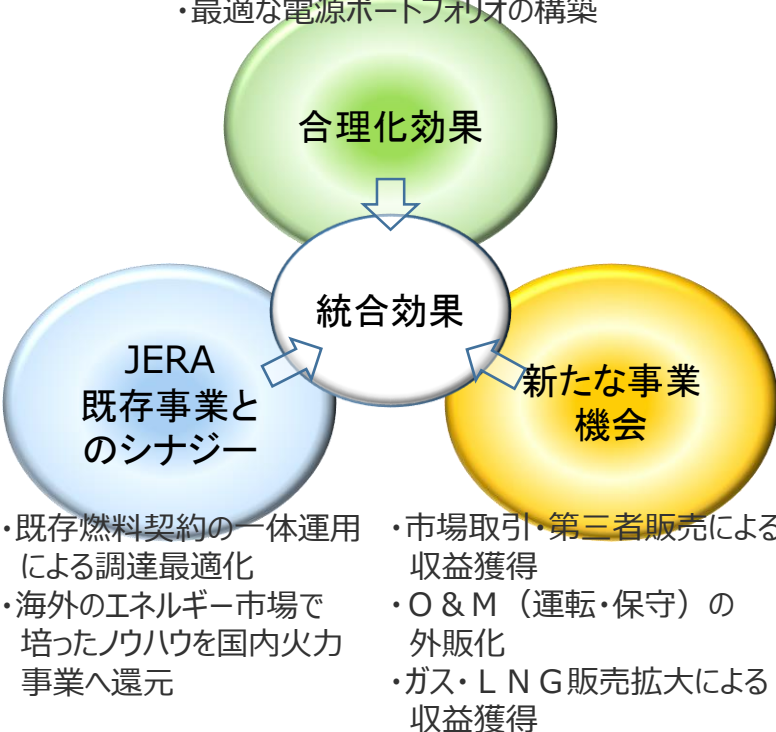 ・最適な電源ポートフォリオの構築
合理化効果
統合効果
JERA
既存事業と
のシナジー
新たな事業
機会
・既存燃料契約の一体運用
による調達最適化
・海外のエネルギー市場で
培ったノウハウを国内火力
事業へ還元
・市場取引・第三者販売による
収益獲得
・Ｏ＆Ｍ（運転・保守）の
外販化
・ガス・ＬＮＧ販売拡大による
収益獲得